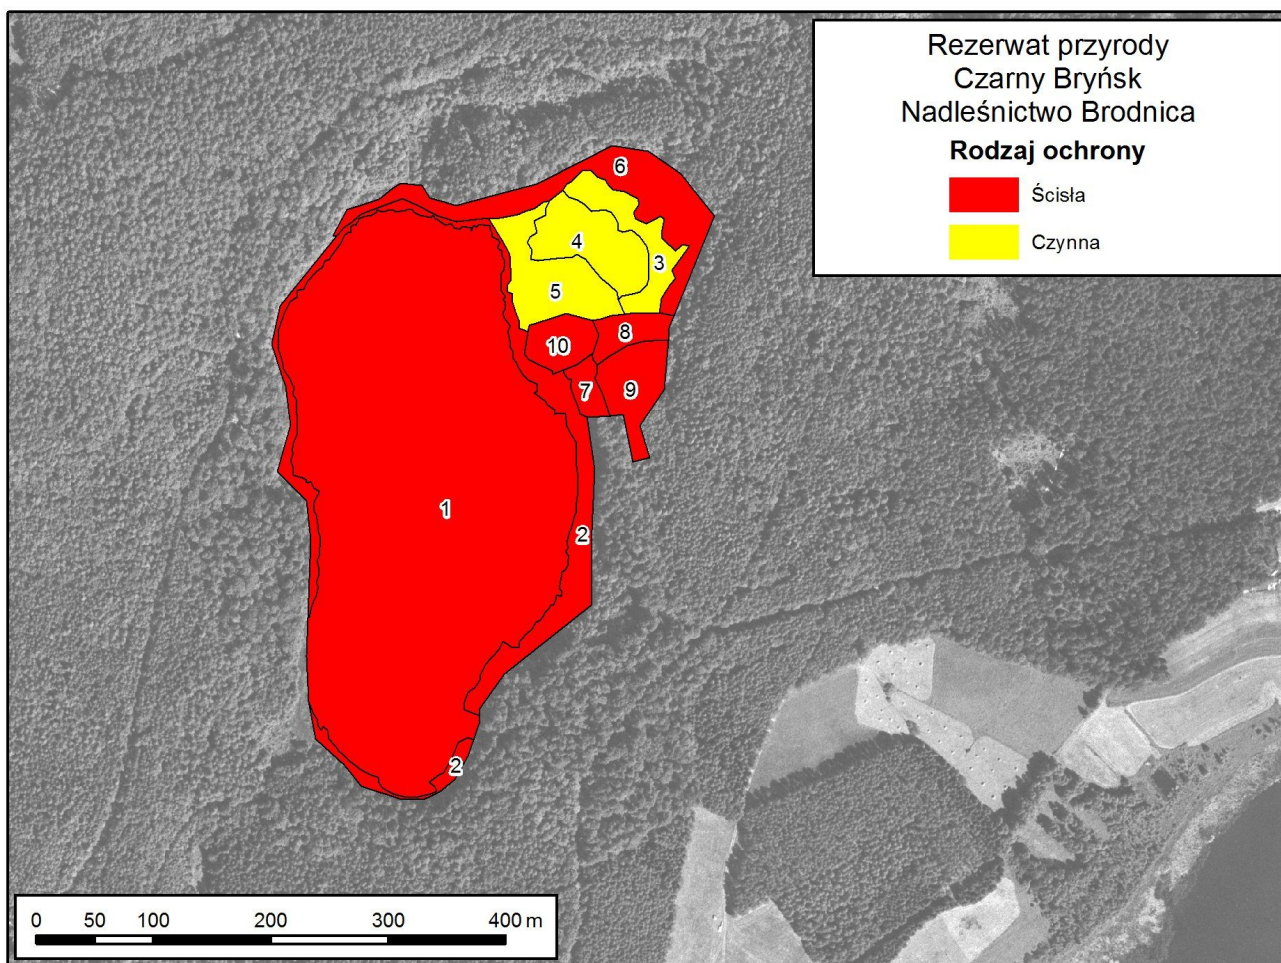 Rezerwat przyrody
Czarny Bryńsk
Nadleśnictwo Brodnica
Rodzaj ochrony
Ścisła
Czynna
6
4
3
5
8
10
7
9
1
2
2
0 50 100 200 300 400 m